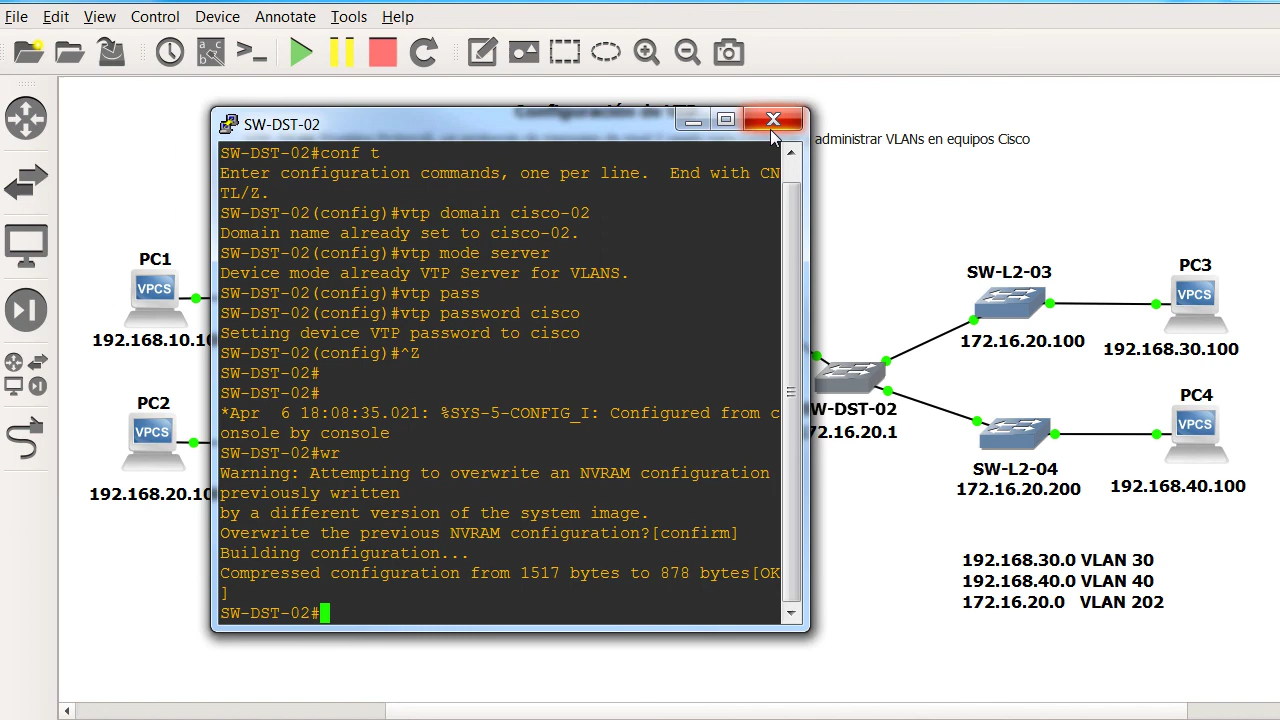 File Edit View Control Device Annotate Tools Help
Configuración de VTP
administrar VLANs en equipos Cisco
SW-DST-02
SW-DST-02#conf t
Enter configuration commands, one per line.  End with CN
TL/Z.
SW-DST-02(config)#vtp domain cisco-02
Domain name already set to cisco-02.
SW-DST-02(config)#vtp mode server
Device mode already VTP Server for VLANS.
SW-DST-02(config)#vtp pass
SW-DST-02(config)#vtp password cisco
Setting device VTP password to cisco
SW-DST-02(config)#^Z
SW-DST-02#
SW-DST-02#
*Apr  6 18:08:35.021: %SYS-5-CONFIG_I: Configured from c
onsole by console
SW-DST-02#wr
Warning: Attempting to overwrite an NVRAM configuration
previously written
by a different version of the system image.
Overwrite the previous NVRAM configuration?[confirm]
Building configuration...
Compressed configuration from 1517 bytes to 878 bytes[OK
]
SW-DST-02#
PC1
VPCS
192.168.10.10
PC2
VPCS
192.168.20.10
W-DST-02
72.16.20.1
SW-L2-03
172.16.20.100
PC3
VPCS
192.168.30.100
SW-L2-04
172.16.20.200
PC4
VPCS
192.168.40.100
192.168.30.0 VLAN 30
192.168.40.0 VLAN 40
172.16.20.0   VLAN 202